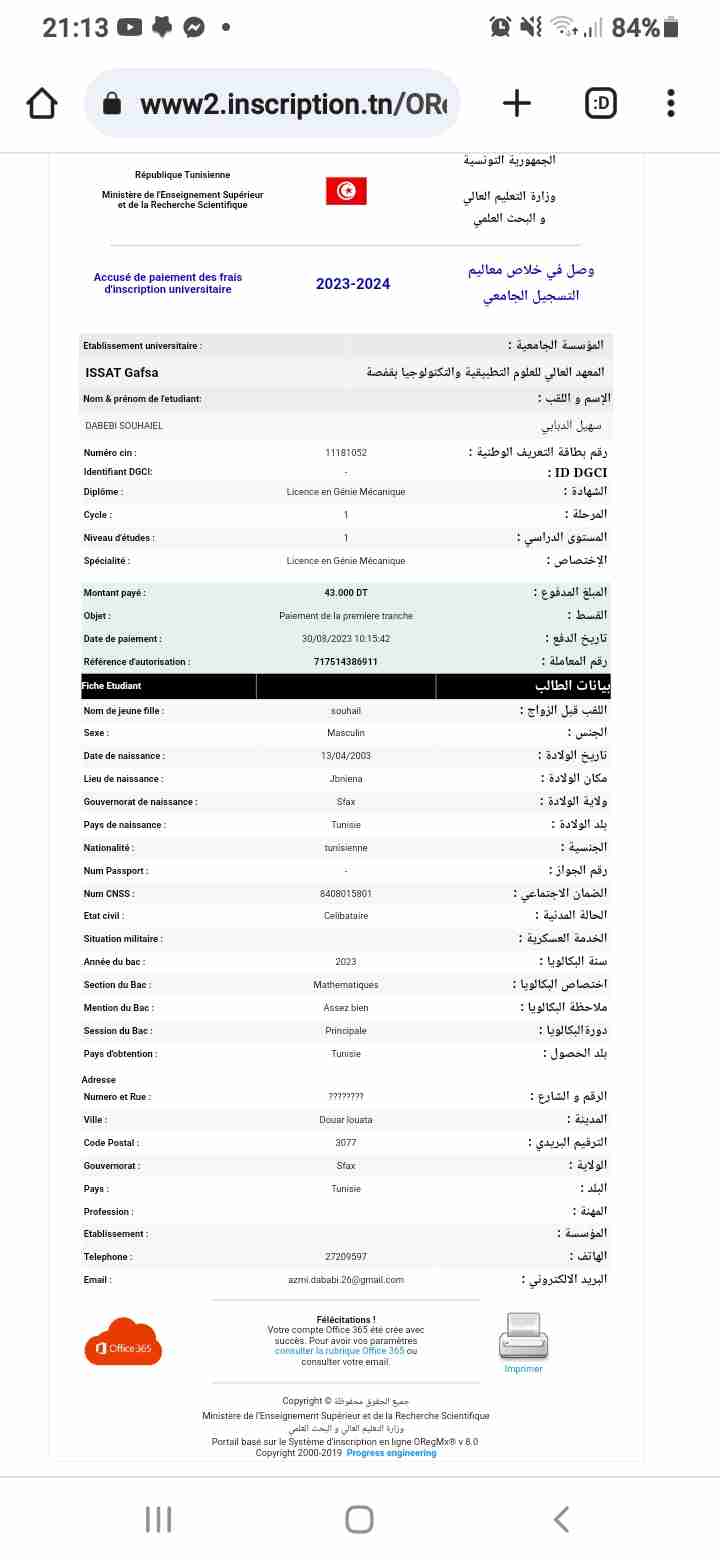 21:13
84%
www2.inscription.tn/ORe
:D
République Tunisienne
Ministère de l'Enseignement Supérieur
et de la Recherche Scientifique
الجمهورية التونسية
وزارة التعليم العالي
و البحث العلمي
Accusé de paiement des frais
d'inscription universitaire
2023-2024
وصل في خلاص معاليم
التسجيل الجامعي
Etablissement universitaire : المؤسسة الجامعية :
ISSAT Gafsa المعهد العالي للعلوم التطبيقية والتكنولوجيا بقفصة
Nom & prénom de l'etudiant: الإسم و اللقب :
DABEBI SOUHAIEL سهيل الدبابي
Numéro cin : 11181052 رقم بطاقة التعريف الوطنية :
Identifiant DGCI: - ID DGCI :
Diplôme : Licence en Génie Mécanique الشهادة :
Cycle : 1 المرحلة :
Niveau d'études : 1 المستوى الدراسي :
Spécialité : Licence en Génie Mécanique الإختصاص :
Montant payé : 43.000 DT المبلغ المدفوع :
Objet : Paiement de la premiere tranche القسط :
Date de paiement : 30/08/2023 10:15:42 تاريخ الدفع :
Référence d'autorisation : 717514386911 رقم المعاملة :
Fiche Etudiant بيانات الطالب
Nom de jeune fille : souhail اللقب قبل الزواج :
Sexe : Masculin الجنس :
Date de naissance : 13/04/2003 تاريخ الولادة :
Lieu de naissance : Jbniena مكان الولادة :
Gouvernorat de naissance : Sfax ولاية الولادة :
Pays de naissance : Tunisie بلد الولادة :
Nationalité : tunisienne الجنسية :
Num Passport : - رقم الجواز :
Num CNSS : 8408015801 الضمان الاجتماعي :
Etat civil : Celibataire الحالة المدنية :
Situation militaire : الخدمة العسكرية :
Année du bac : 2023 سنة البكالويا :
Section du Bac : Mathematiques اختصاص البكالويا :
Mention du Bac : Assez bien ملاحظة البكالويا :
Session du Bac : Principale دورةالبكالويا :
Pays d'obtention : Tunisie بلد الحصول :
Adresse
Numero et Rue : ???????? الرقم و الشارع :
Ville : Douar louata المدينة :
Code Postal : 3077 الترقيم البريدي :
Gouvernorat : Sfax الولاية :
Pays : Tunisie البلد :
Profession : المهنة :
Etablissement : المؤسسة :
Telephone : 27209597 الهاتف :
Email : azmi.dababi.26@gmail.com البريد الالكتروني :
Office 365
Félécitations !
Votre compte Office 365 été crée avec
succès. Pour avoir vos paramètres
consulter la rubrique Office 365 ou
consulter votre email.
Imprimer
Copyright © جميع الحقوق محفوظة
Ministère de l'Enseignement Supérieur et de la Recherche Scientifique
وزارة التعليم العالي و البحث العلمي
Portail basé sur le Système d'inscription en ligne ORegMx® v 8.0
Copyright 2000-2019 Progress engineering